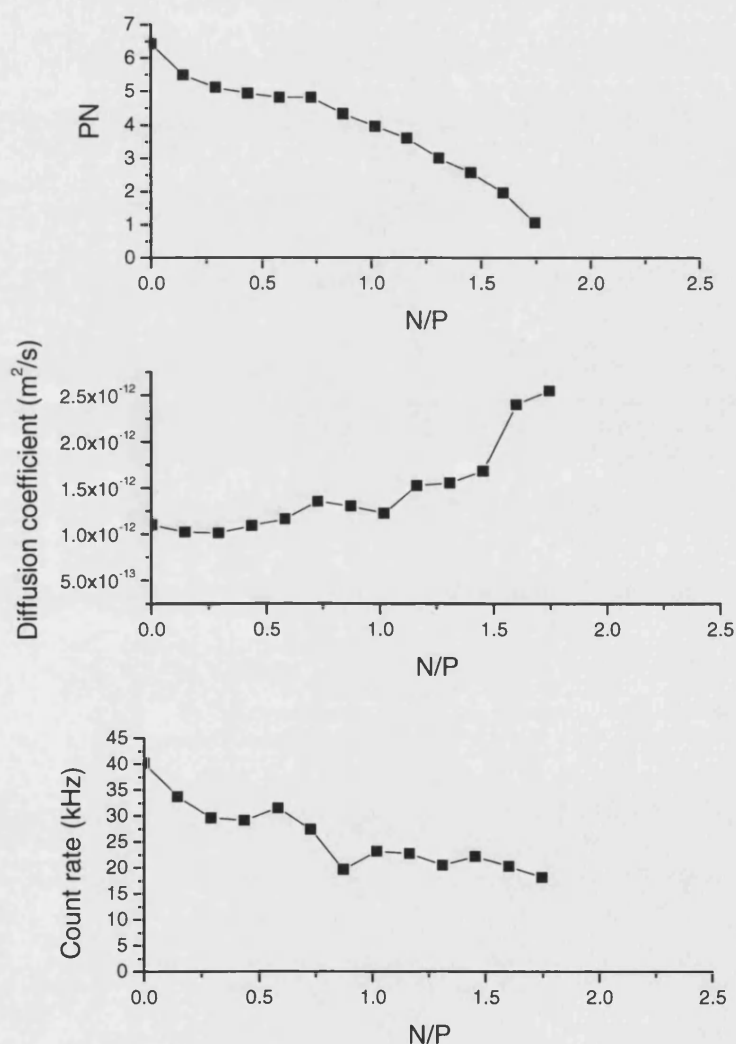 7
6
5
4
3
2
1
0
PN
0.0 0.5 1.0 1.5 2.0 2.5
N/P
2.5x10⁻¹²
2.0x10⁻¹²
1.5x10⁻¹²
1.0x10⁻¹²
5.0x10⁻¹³
Diffusion coefficient (m²/s)
0.0 0.5 1.0 1.5 2.0 2.5
N/P
45
40
35
30
25
20
15
10
5
0
Count rate (kHz)
0.0 0.5 1.0 1.5 2.0 2.5
N/P